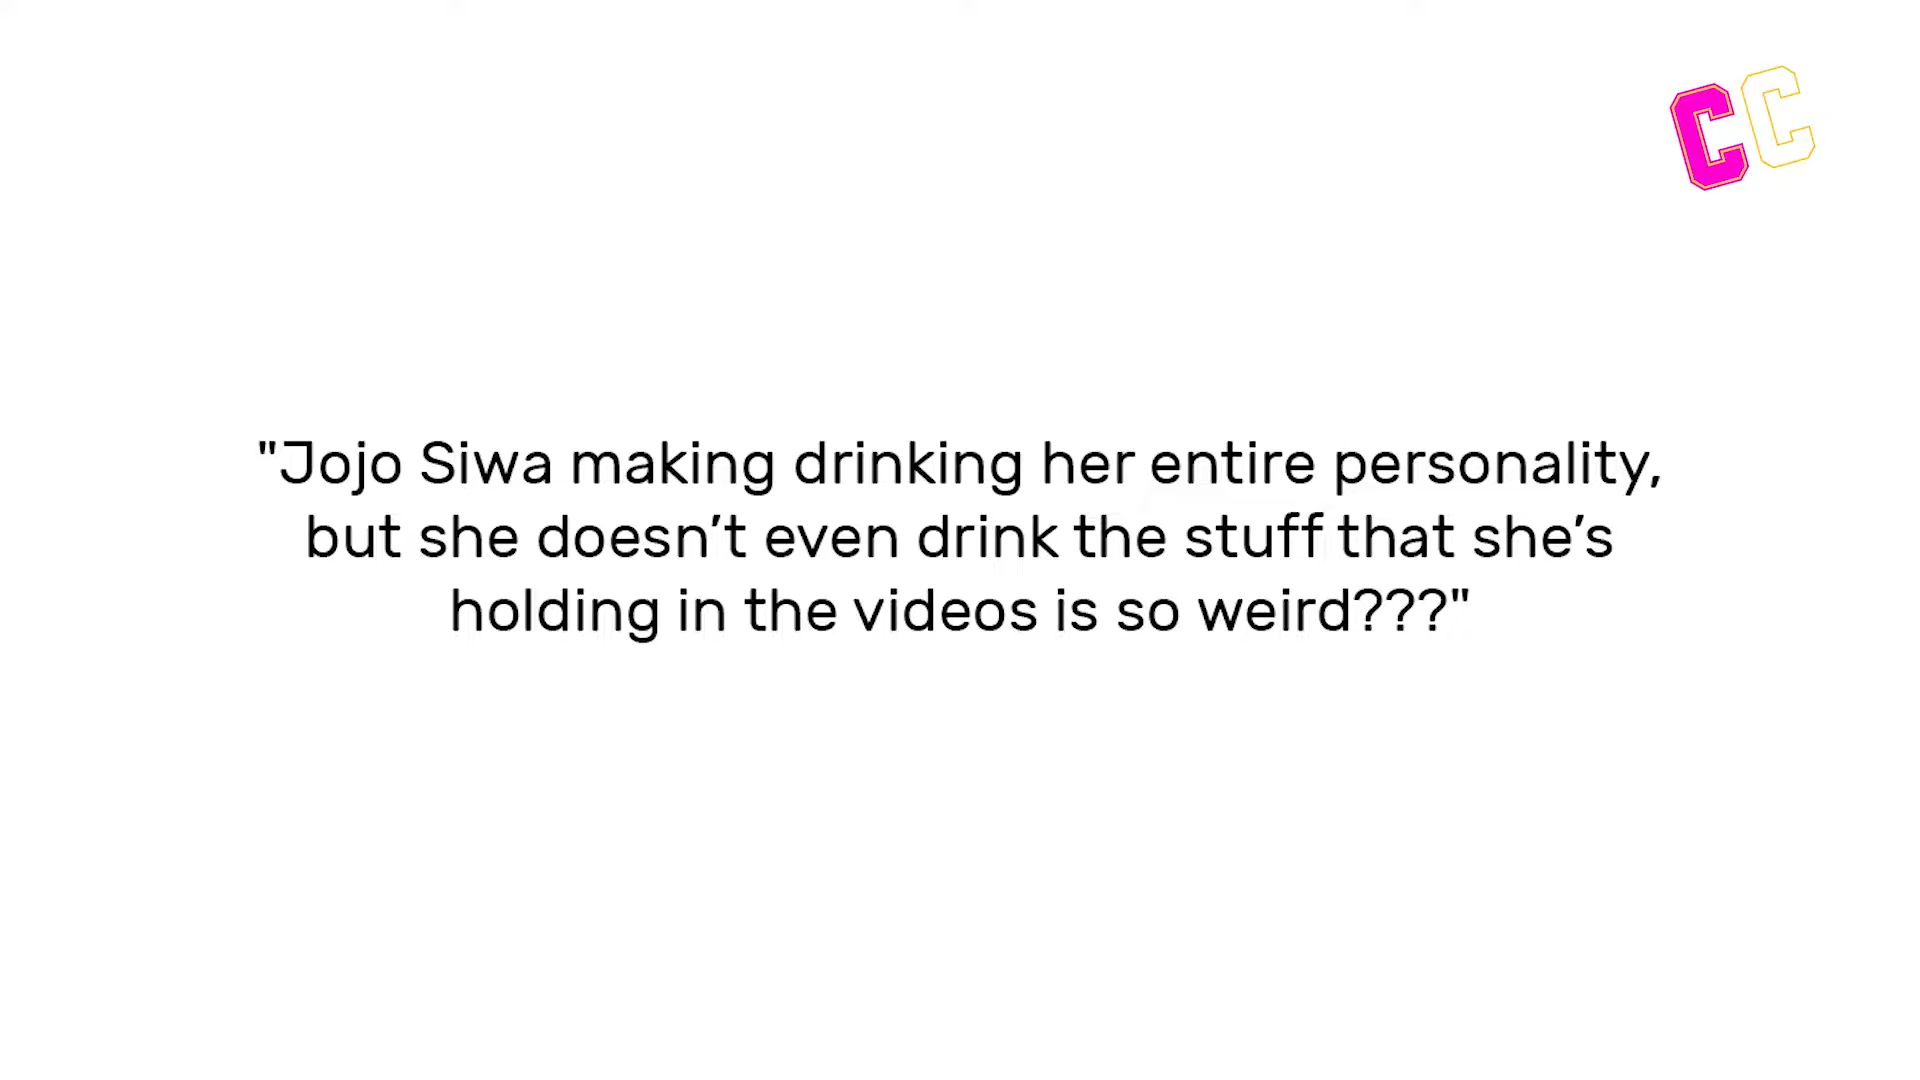 CC
"Jojo Siwa making drinking her entire personality,
but she doesn’t even drink the stuff that she’s
holding in the videos is so weird???"